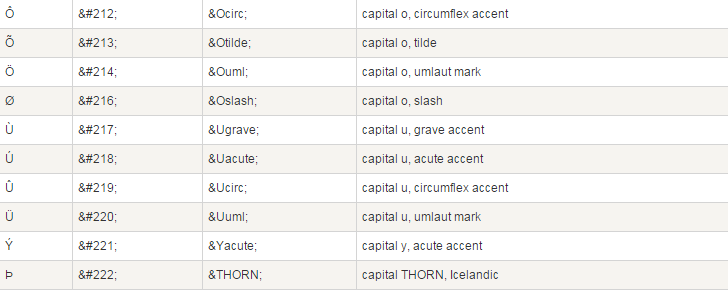 Ô &#212; &Ocirc; capital o, circumflex accent
Õ &#213; &Otilde; capital o, tilde
Ö &#214; &Ouml; capital o, umlaut mark
Ø &#216; &Oslash; capital o, slash
Ù &#217; &Ugrave; capital u, grave accent
Ú &#218; &Uacute; capital u, acute accent
Û &#219; &Ucirc; capital u, circumflex accent
Ü &#220; &Uuml; capital u, umlaut mark
Ý &#221; &Yacute; capital y, acute accent
Þ &#222; &THORN; capital THORN, Icelandic